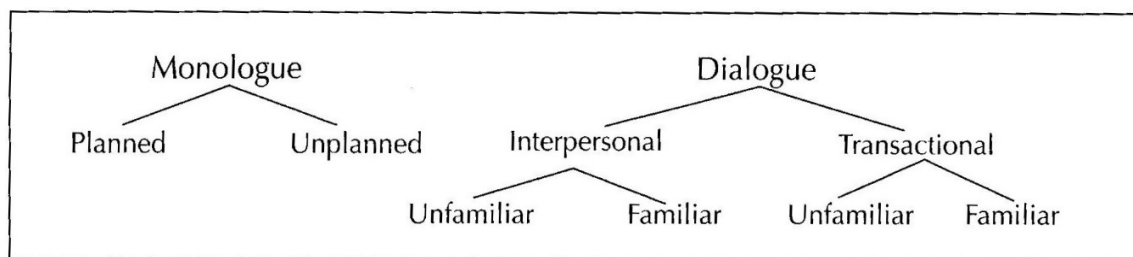 Monologue Dialogue
Planned Unplanned Interpersonal Transactional
Unfamiliar Familiar Unfamiliar Familiar